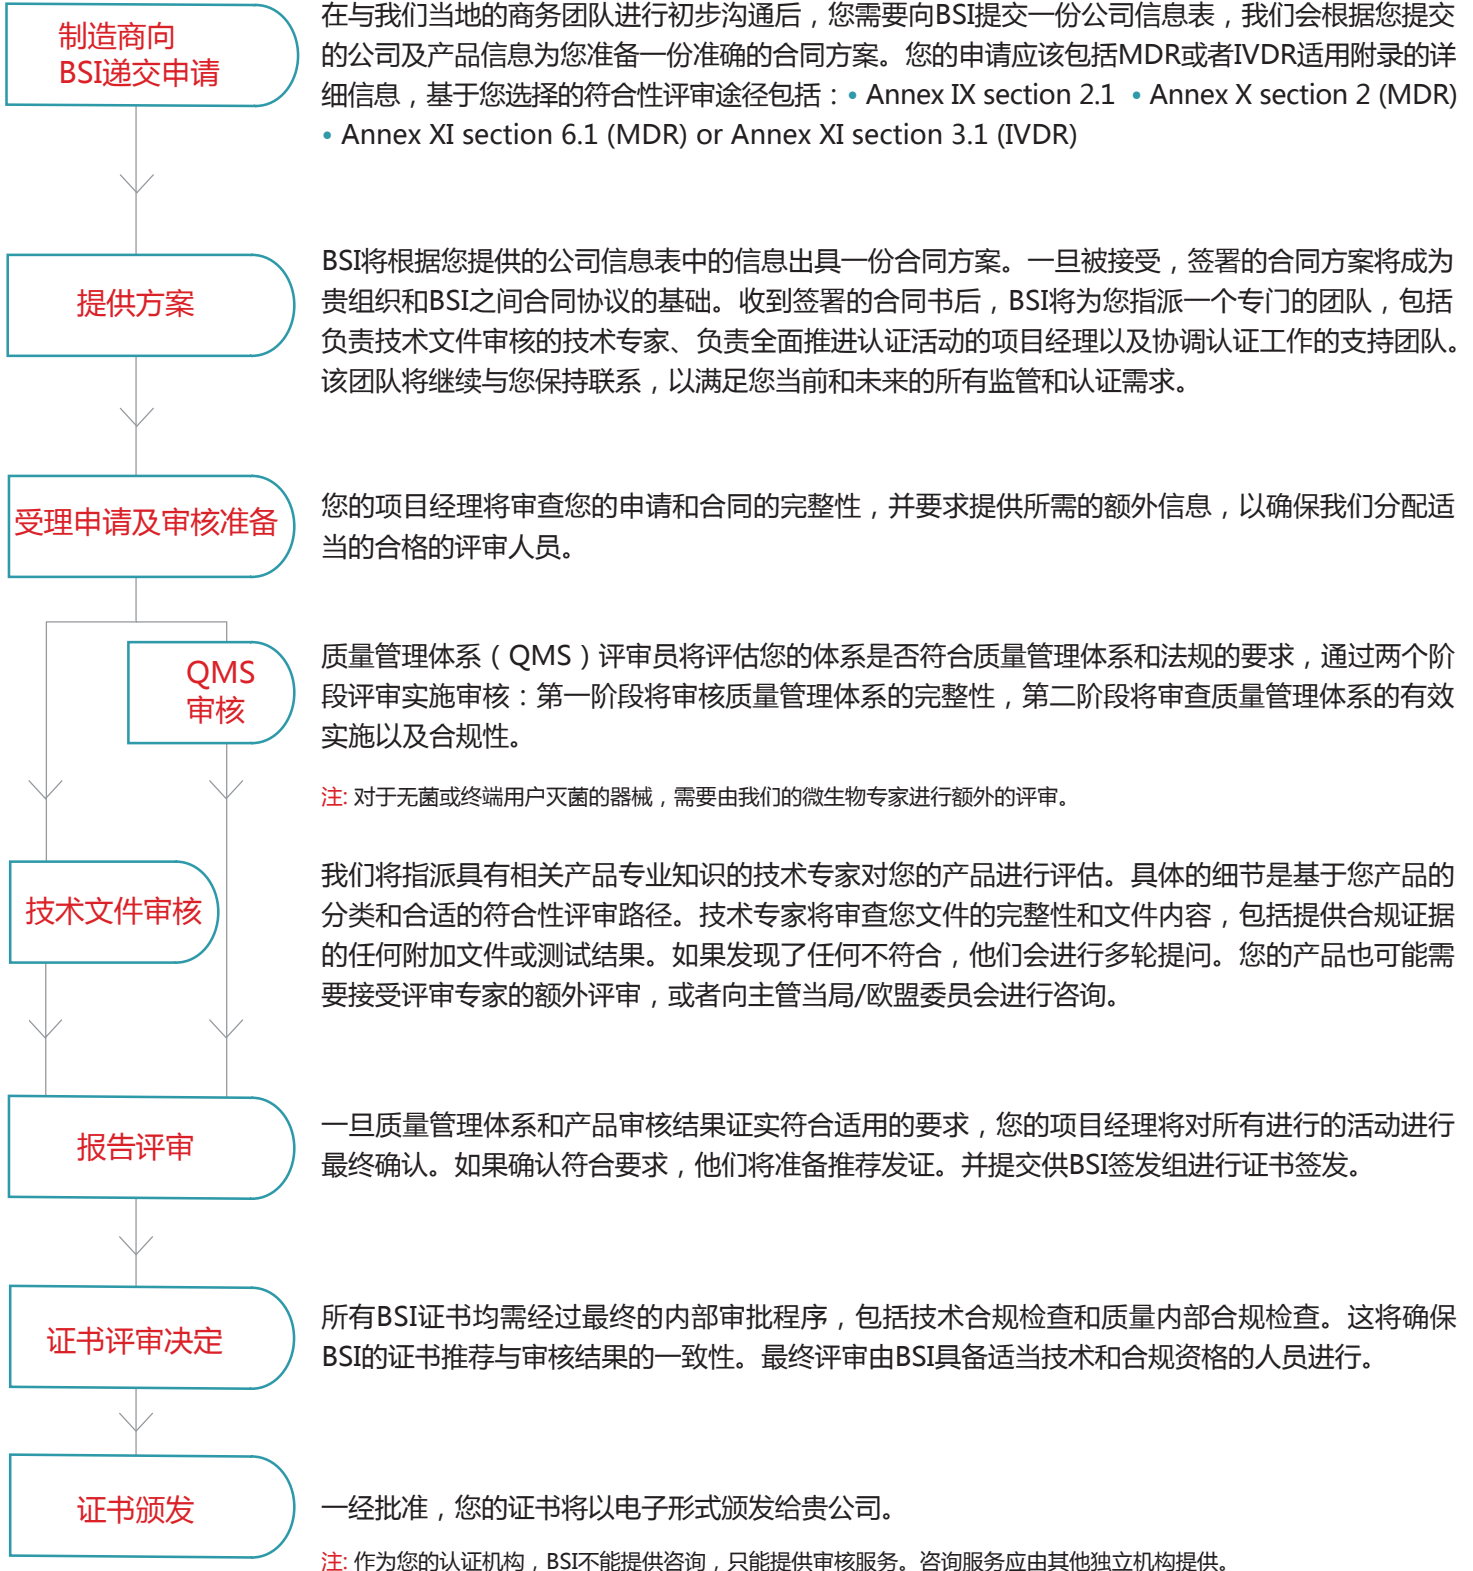 制造商向
BSI递交申请
在与我们当地的商务团队进行初步沟通后，您需要向BSI提交一份公司信息表，我们会根据您提交
的公司及产品信息为您准备一份准确的合同方案。您的申请应该包括MDR或者IVDR适用附录的详
细信息，基于您选择的符合性评审途径包括：• Annex IX section 2.1 • Annex X section 2 (MDR)
• Annex XI section 6.1 (MDR) or Annex XI section 3.1 (IVDR)
提供方案
BSI将根据您提供的公司信息表中的信息出具一份合同方案。一旦被接受，签署的合同方案将成为
贵组织和BSI之间合同协议的基础。收到签署的合同书后，BSI将为您指派一个专门的团队，包括
负责技术文件审核的技术专家、负责全面推进认证活动的项目经理以及协调认证工作的支持团队。
该团队将继续与您保持联系，以满足您当前和未来的所有监管和认证需求。
受理申请及审核准备
您的项目经理将审查您的申请和合同的完整性，并要求提供所需的额外信息，以确保我们分配适
当的合格的评审人员。
QMS
审核
质量管理体系（QMS）评审员将评估您的体系是否符合质量管理体系和法规的要求，通过两个阶
段评审实施审核：第一阶段将审核质量管理体系的完整性，第二阶段将审查质量管理体系的有效
实施以及合规性。
注: 对于无菌或终端用户灭菌的器械，需要由我们的微生物专家进行额外的评审。
技术文件审核
我们将指派具有相关产品专业知识的技术专家对您的产品进行评估。具体的细节是基于您产品的
分类和合适的符合性评审路径。技术专家将审查您文件的完整性和文件内容，包括提供合规证据
的任何附加文件或测试结果。如果发现了任何不符合，他们会进行多轮提问。您的产品也可能需
要接受评审专家的额外评审，或者向主管当局/欧盟委员会进行咨询。
报告评审
一旦质量管理体系和产品审核结果证实符合适用的要求，您的项目经理将对所有进行的活动进行
最终确认。如果确认符合要求，他们将准备推荐发证。并提交供BSI签发组进行证书签发。
证书评审决定
所有BSI证书均需经过最终的内部审批程序，包括技术合规检查和质量内部合规检查。这将确保
BSI的证书推荐与审核结果的一致性。最终评审由BSI具备适当技术和合规资格的人员进行。
证书颁发
一经批准，您的证书将以电子形式颁发给贵公司。
注: 作为您的认证机构，BSI不能提供咨询，只能提供审核服务。咨询服务应由其他独立机构提供。